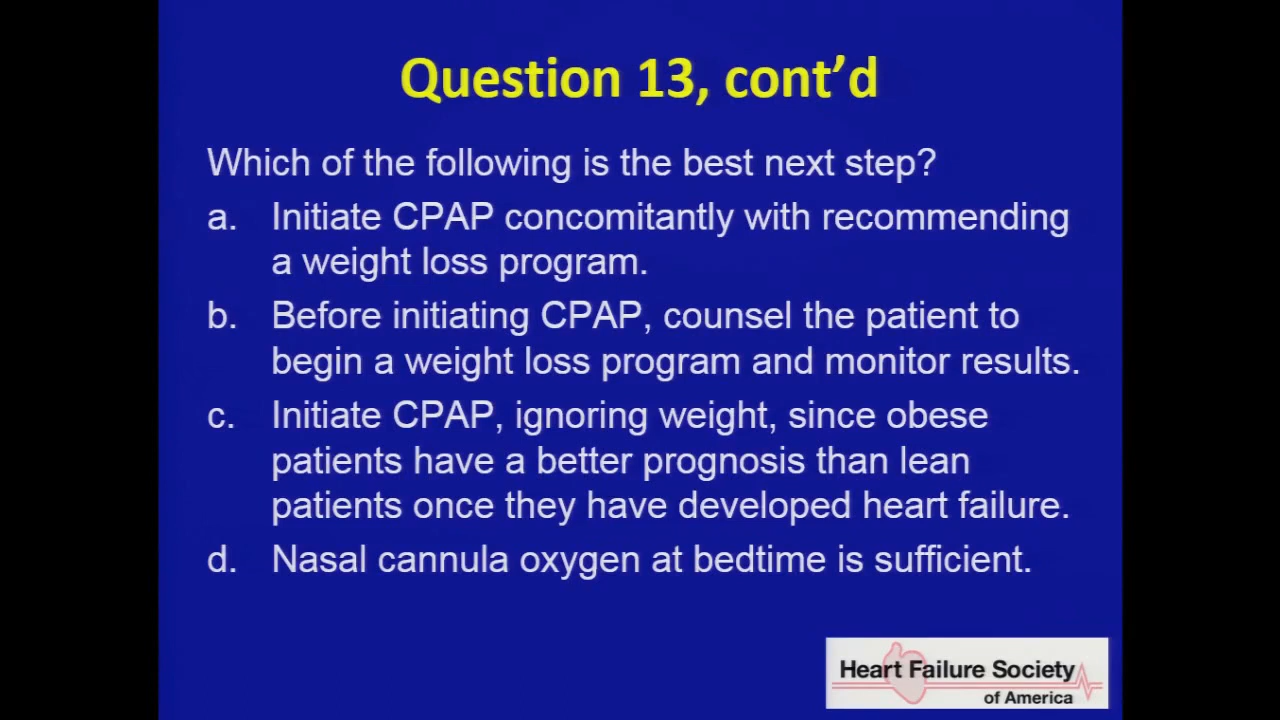 Question 13, cont’d
Which of the following is the best next step?
a. Initiate CPAP concomitantly with recommending
a weight loss program.
b. Before initiating CPAP, counsel the patient to
begin a weight loss program and monitor results.
c. Initiate CPAP, ignoring weight, since obese
patients have a better prognosis than lean
patients once they have developed heart failure.
d. Nasal cannula oxygen at bedtime is sufficient.
Heart Failure Society
of America